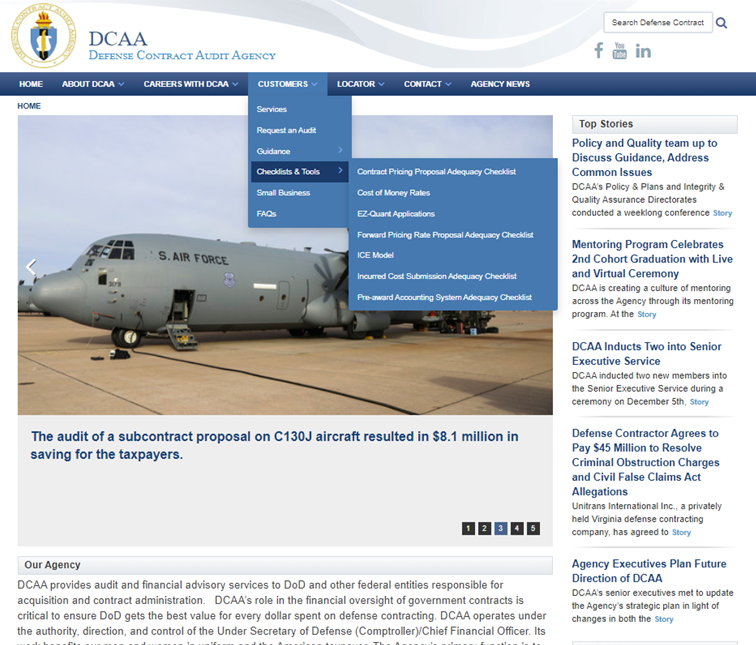 DCAA
DEFENSE CONTRACT AUDIT AGENCY
Search Defense Contract
f You Tube in
HOME ABOUT DCAA CAREERS WITH DCAA CUSTOMERS LOCATOR CONTACT AGENCY NEWS
HOME
Services
Request an Audit
Guidance
Checklists & Tools
Small Business
FAQs
Contract Pricing Proposal Adequacy Checklist
Cost of Money Rates
EZ-Quant Applications
Forward Pricing Rate Proposal Adequacy Checklist
ICE Model
Incurred Cost Submission Adequacy Checklist
Pre-award Accounting System Adequacy Checklist
U.S. AIR FORCE
The audit of a subcontract proposal on C130J aircraft resulted in $8.1 million in
saving for the taxpayers.
1 2 3 4 5
Our Agency
DCAA provides audit and financial advisory services to DoD and other federal entities responsible for
acquisition and contract administration. DCAA's role in the financial oversight of government contracts is
critical to ensure DoD gets the best value for every dollar spent on defense contracting. DCAA operates under
the authority, direction, and control of the Under Secretary of Defense (Comptroller)/Chief Financial Officer. Its
Top Stories
Policy and Quality team up to
Discuss Guidance, Address
Common Issues
DCAA's Policy & Plans and Integrity &
Quality Assurance Directorates
conducted a weeklong conference Story
Mentoring Program Celebrates
2nd Cohort Graduation with Live
and Virtual Ceremony
DCAA is creating a culture of mentoring
across the Agency through its mentoring
program. At the Story
DCAA Inducts Two into Senior
Executive Service
DCAA inducted two new members into
the Senior Executive Service during a
ceremony on December 5th, Story
Defense Contractor Agrees to
Pay $45 Million to Resolve
Criminal Obstruction Charges
and Civil False Claims Act
Allegations
Unitrans International Inc., a privately
held Virginia defense contracting
company, has agreed to Story
Agency Executives Plan Future
Direction of DCAA
DCAA's senior executives met to update
the Agency's strategic plan in light of
changes in both the Story